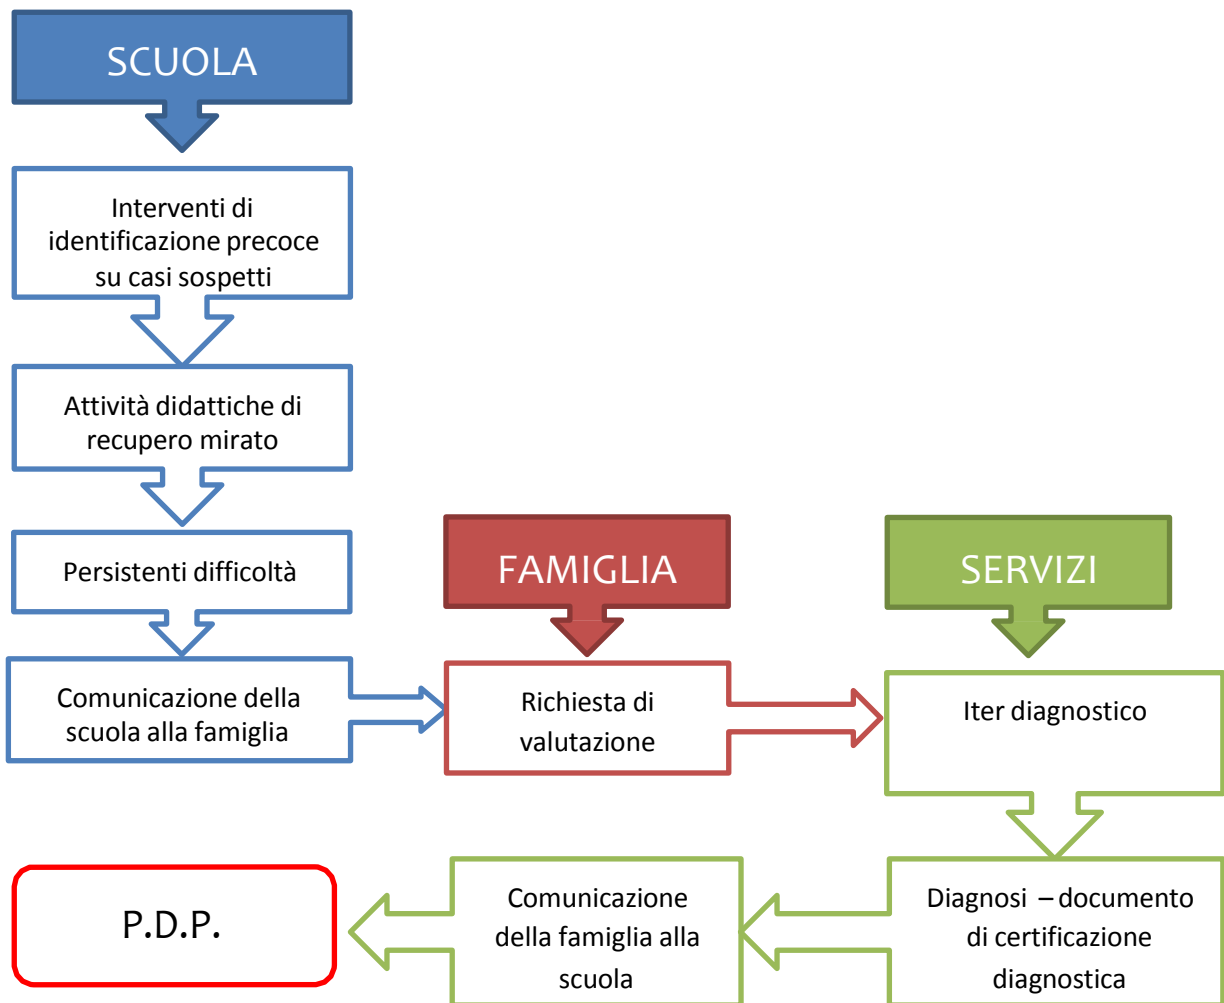 SCUOLA
Interventi di
identificazione precoce
su casi sospetti
Attività didattiche di
recupero mirato
Persistenti difficoltà
Comunicazione della
scuola alla famiglia
FAMIGLIA
Richiesta di
valutazione
SERVIZI
Iter diagnostico
Diagnosi – documento
di certificazione
diagnostica
Comunicazione
della famiglia alla
scuola
P.D.P.